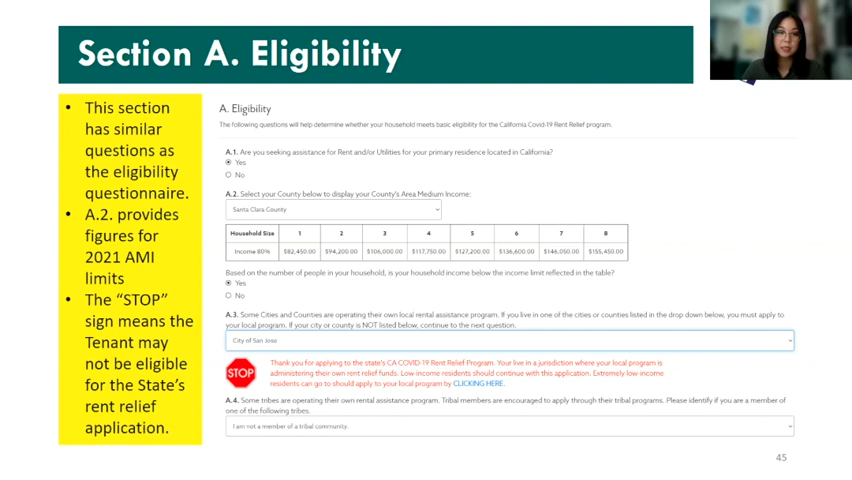 Section A. Eligibility
• This section
has similar
questions as
the eligibility
questionnaire.
• A.2. provides
figures for
2021 AMI
limits
• The “STOP”
sign means the
Tenant may
not be eligible
for the State’s
rent relief
application.
A. Eligibility
The following questions will help determine whether your household meets basic eligibility for the California Covid-19 Rent Relief program.
A.1. Are you seeking assistance for Rent and/or Utilities for your primary residence located in California?
Yes
No
A.2. Select your County below to display your County's Area Medium Income:
Santa Clara County
Household Size 1 2 3 4 5 6 7 8
Income 80% $82,450.00 $94,200.00 $106,000.00 $117,750.00 $127,200.00 $136,600.00 $146,050.00 $155,450.00
Based on the number of people in your household, is your household income below the income limit reflected in the table?
Yes
No
A.3. Some Cities and Counties are operating their own local rental assistance program. If you live in one of the cities or counties listed in the drop down below, you must apply to
your local program. If your city or county is NOT listed below, continue to the next question.
City of San Jose
STOP
Thank you for applying to the state's CA COVID-19 Rent Relief Program. Your live in a jurisdiction where your local program is
administering their own rent relief funds. Low income residents should continue with this application. Extremely low income
residents can go to should apply to your local program by CLICKING HERE.
A.4. Some tribes are operating their own rental assistance program. Tribal members are encouraged to apply through their tribal programs. Please identify if you are a member of
one of the following tribes.
I am not a member of a tribal community.
45